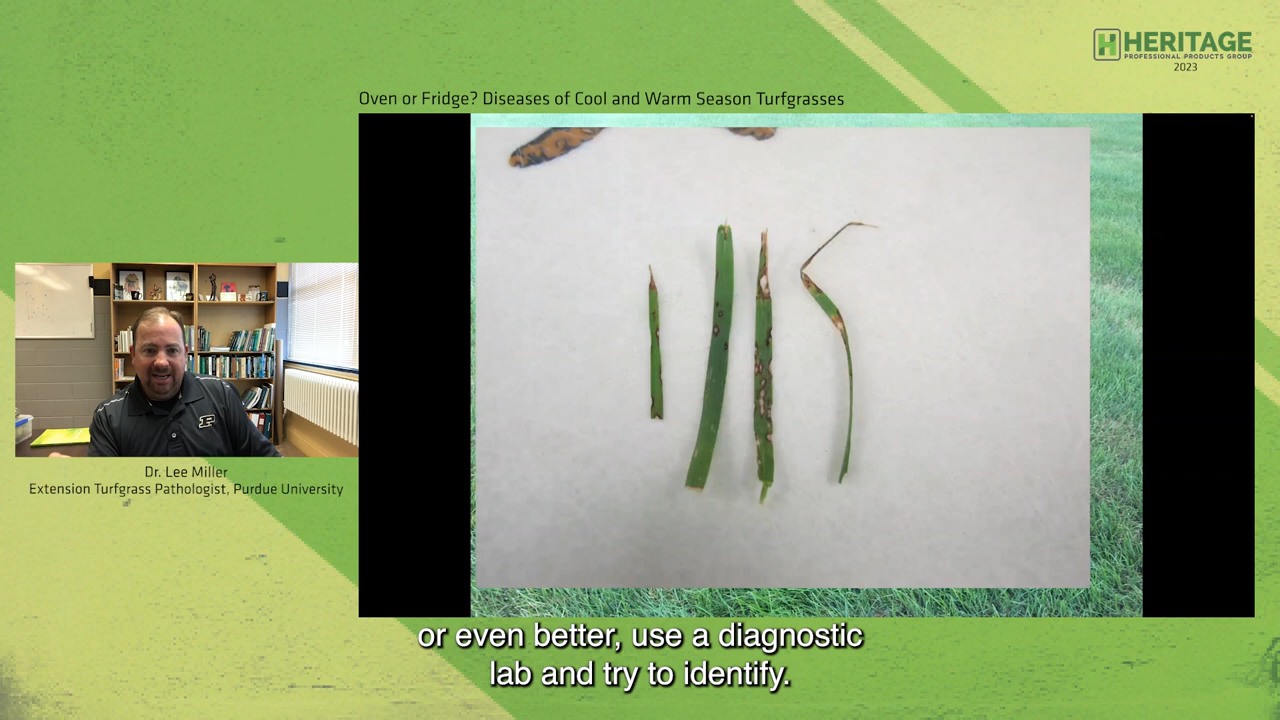 HERITAGE
PROFESSIONAL PRODUCTS GROUP
2023
Oven or Fridge? Diseases of Cool and Warm Season Turfgrasses
P
Dr. Lee Miller
Extension Turfgrass Pathologist, Purdue University
or even better, use a diagnostic
lab and try to identify.